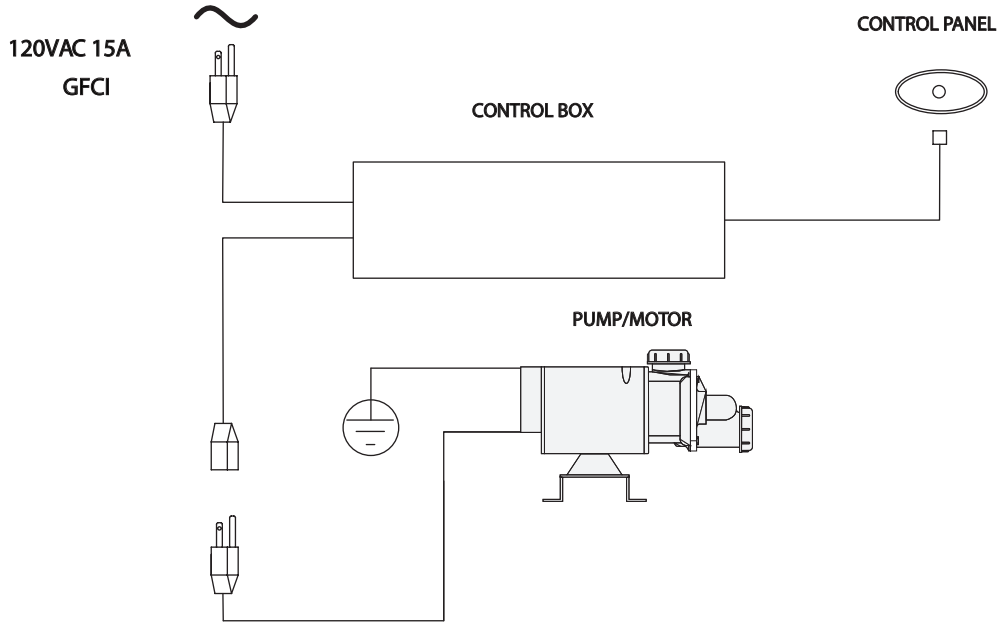 CONTROL PANEL
120VAC 15A
GFCI
CONTROL BOX
PUMP/MOTOR